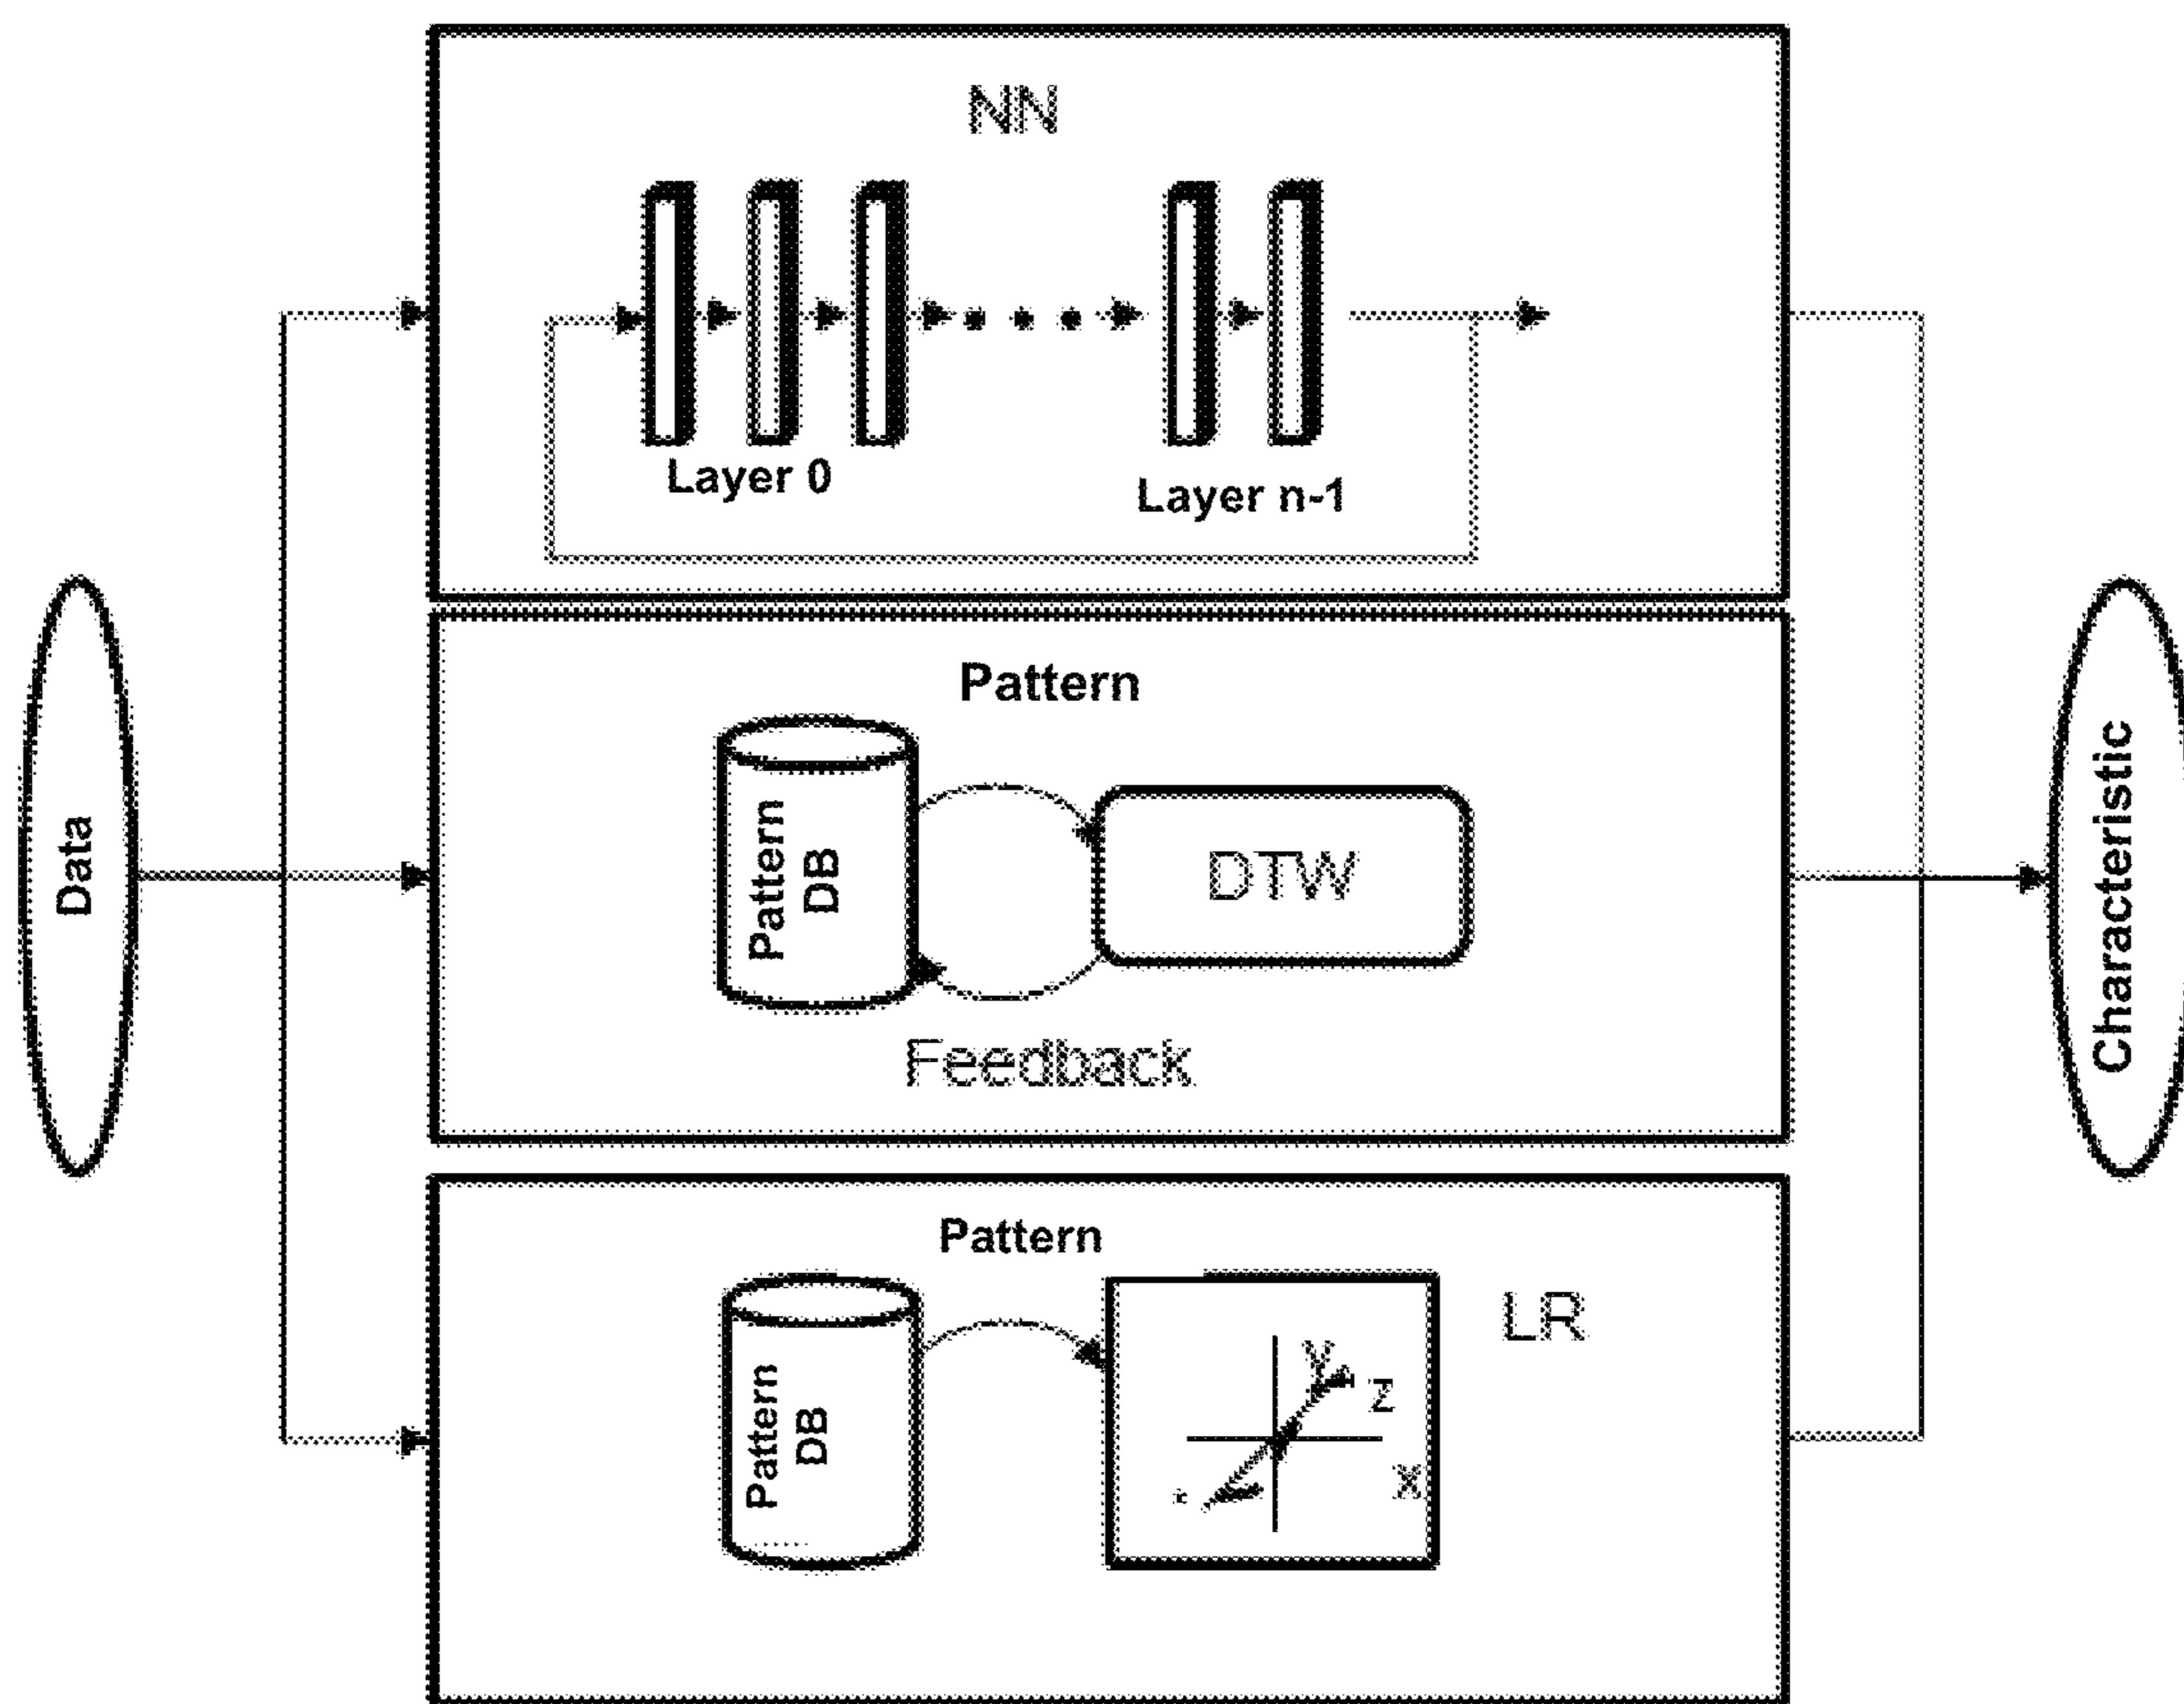 NN
Layer 0
Layer n-1
Data
Pattern
Pattern
DB
DTW
Feedback
Characteristic
Pattern
Pattern
DB
LR
y
z
x